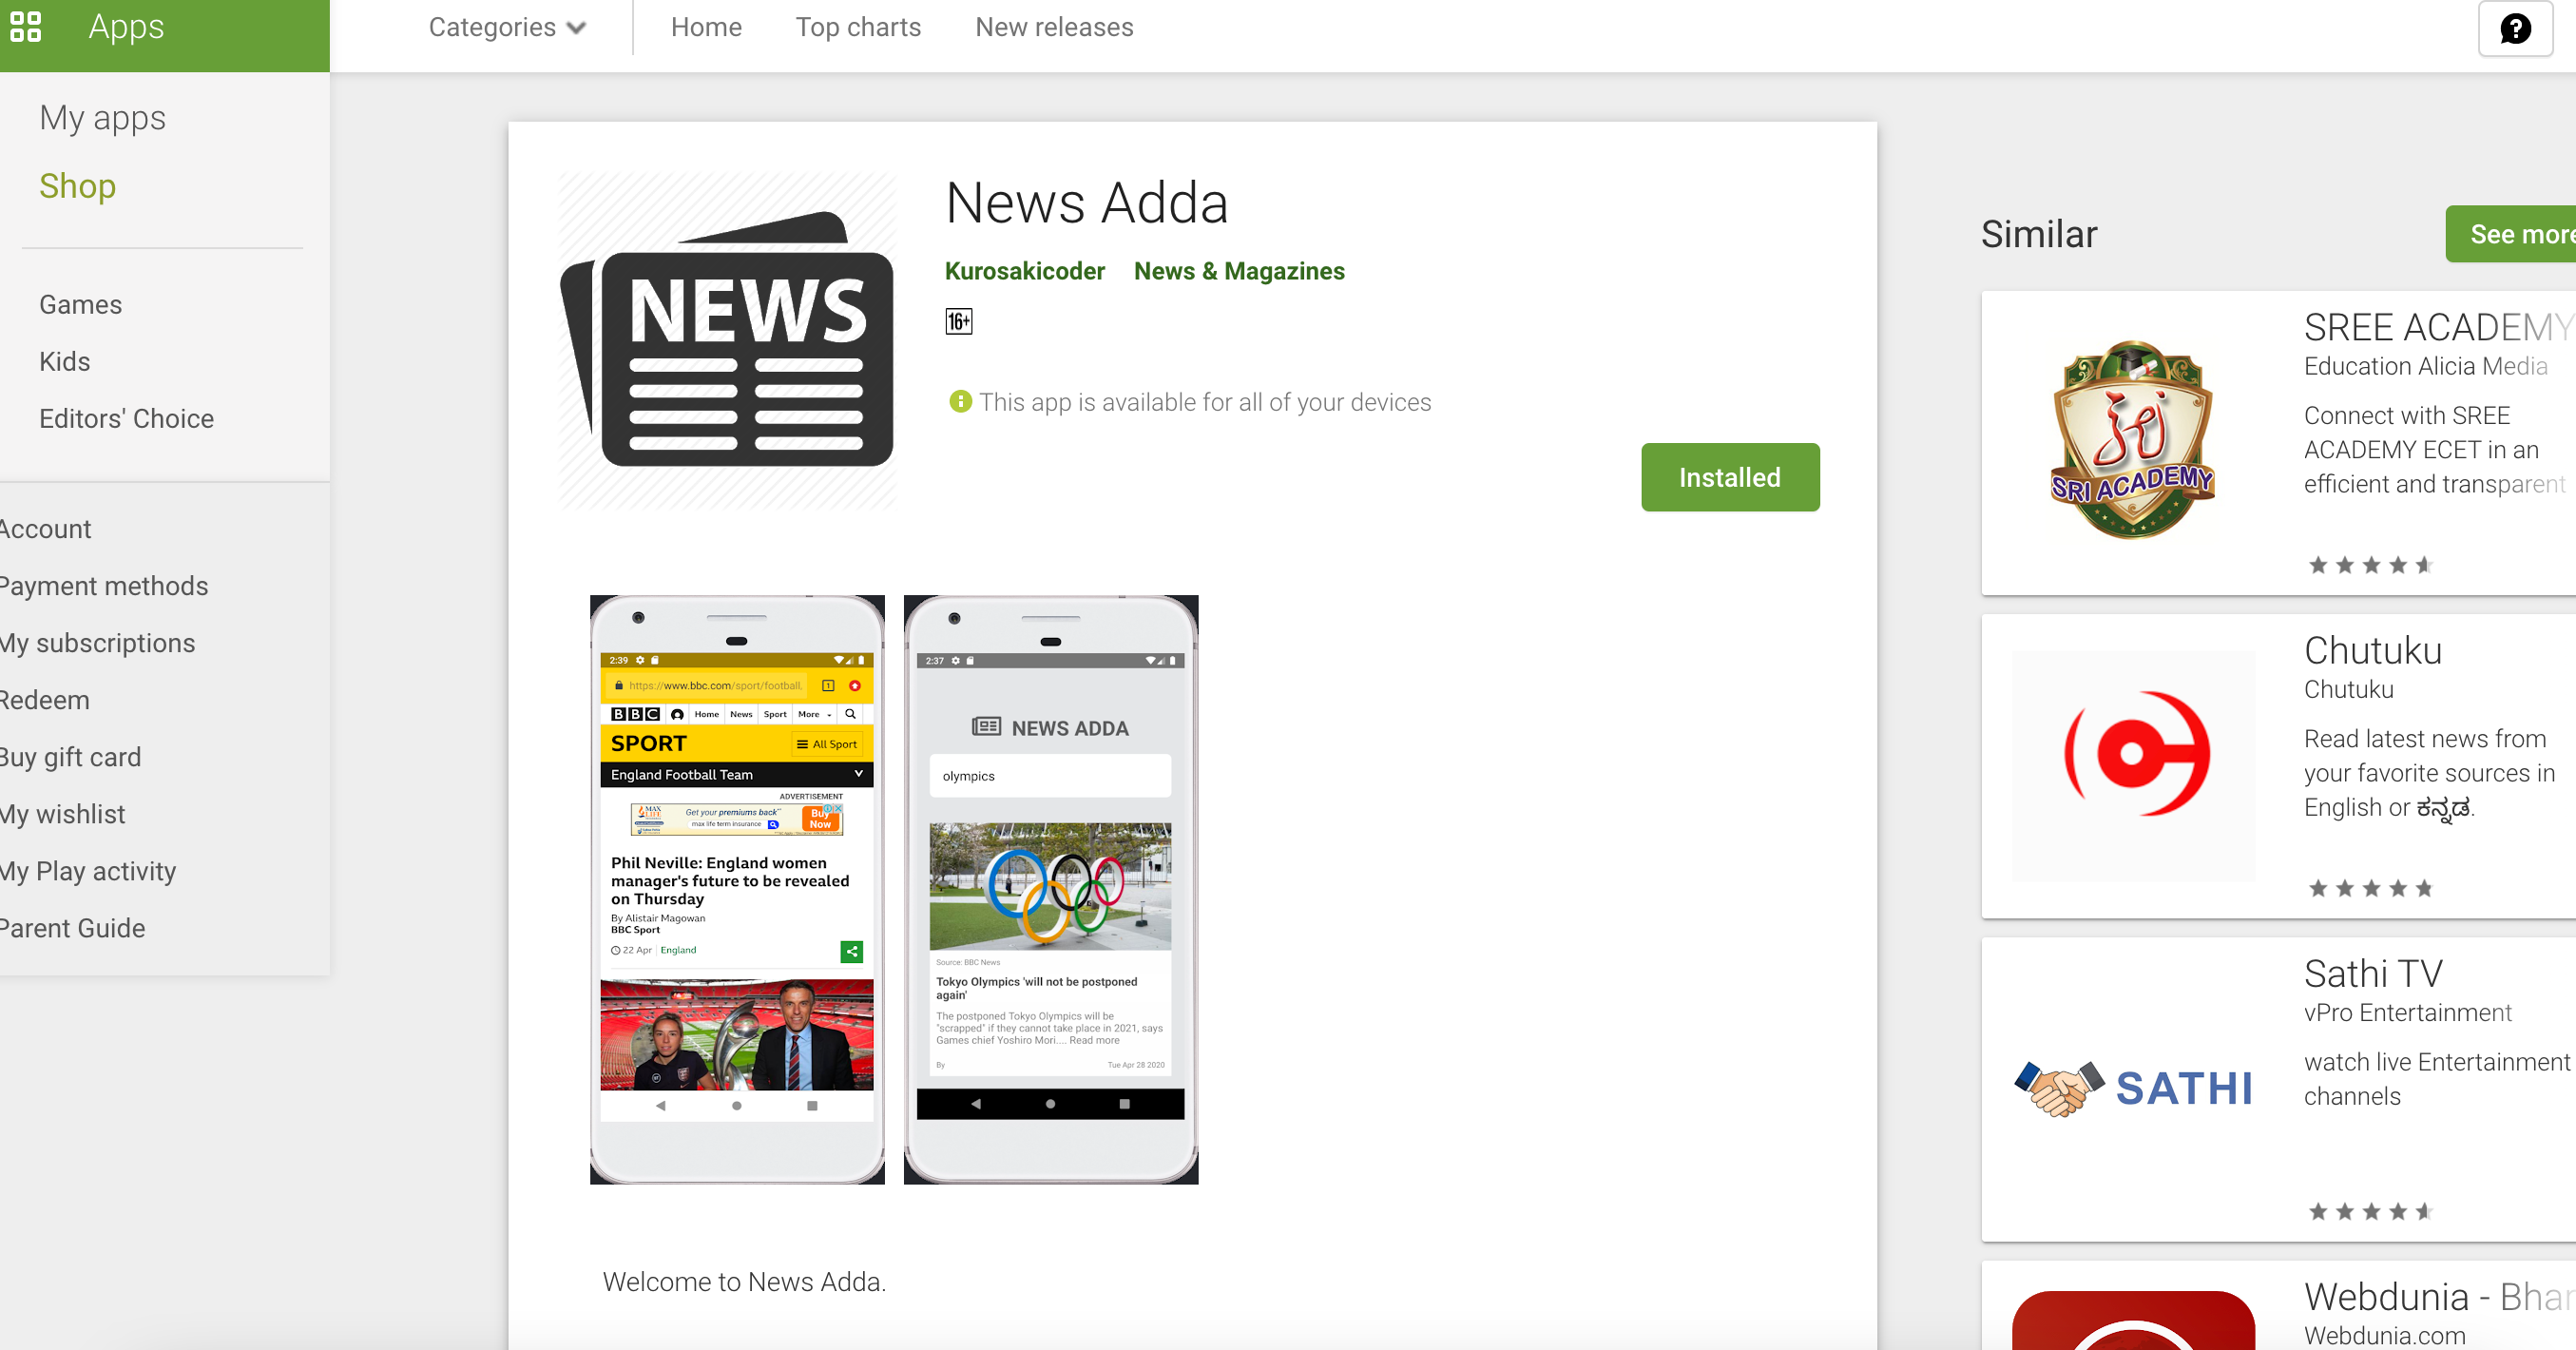 Apps
Categories
Home
Top charts
New releases
My apps
Shop
Games
Kids
Editors' Choice
Account
Payment methods
My subscriptions
Redeem
Buy gift card
My wishlist
My Play activity
Parent Guide
NEWS
News Adda
Kurosakicoder
News & Magazines
16+
This app is available for all of your devices
Installed
2:39
https://www.bbc.com/sport/football,
1
BBC
Home
News
Sport
More
SPORT
All Sport
England Football Team
ADVERTISEMENT
MAX
LIFE
Get your premiums back
max life term insurance
Buy
Now
Phil Neville: England women
manager's future to be revealed
on Thursday
By Alistair Magowan
BBC Sport
22 Apr
England
2:37
NEWS ADDA
olympics
Source: BBC News
Tokyo Olympics 'will not be postponed
again'
The postponed Tokyo Olympics will be
"scrapped" if they cannot take place in 2021, says
Games chief Yoshiro Mori.... Read more
By
Tue Apr 28 2020
Welcome to News Adda.
Similar
See more
SREE ACADEMY
Education Alicia Media
Connect with SREE
ACADEMY ECET in an
efficient and transparent
SRI ACADEMY
Chutuku
Chutuku
Read latest news from
your favorite sources in
English or ಕನ್ನಡ.
Sathi TV
vPro Entertainment
watch live Entertainment
channels
SATHI
Webdunia - Bhar
Webdunia.com